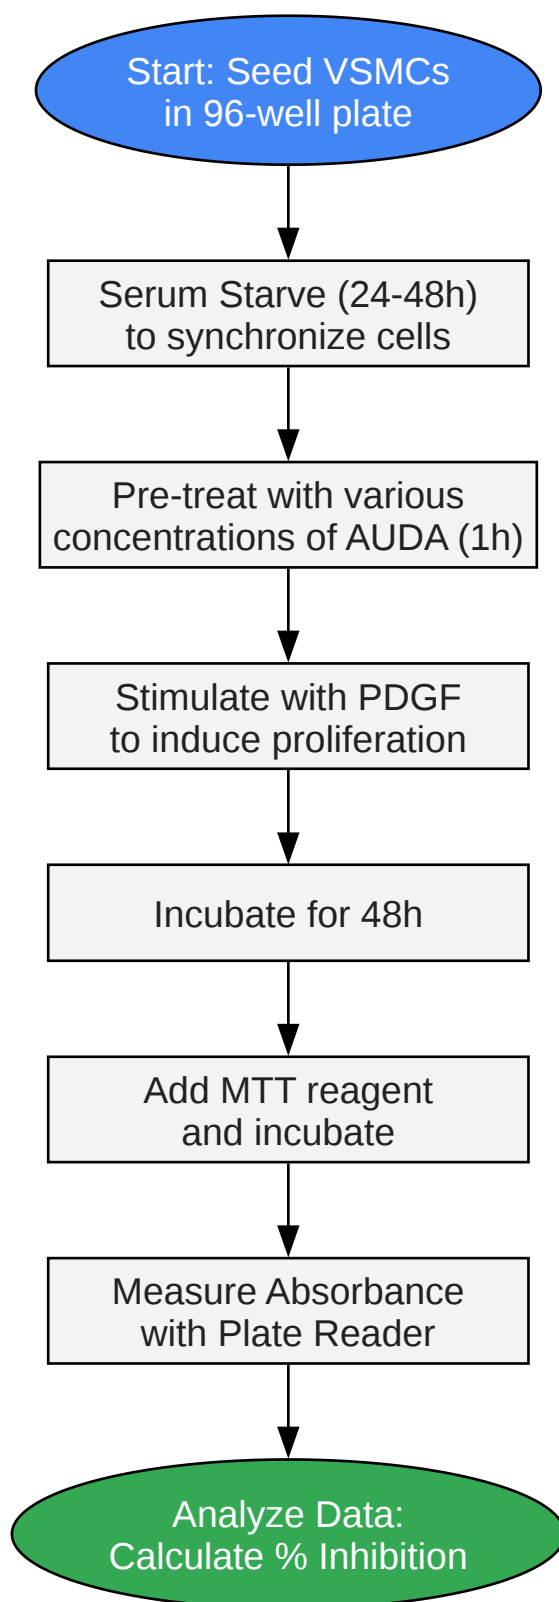 Start: Seed VSMCs
in 96-well plate
Serum Starve (24-48h)
to synchronize cells
Pre-treat with various
concentrations of AUDA (1h)
Stimulate with PDGF
to induce proliferation
Incubate for 48h
Add MTT reagent
and incubate
Measure Absorbance
with Plate Reader
Analyze Data:
Calculate % Inhibition